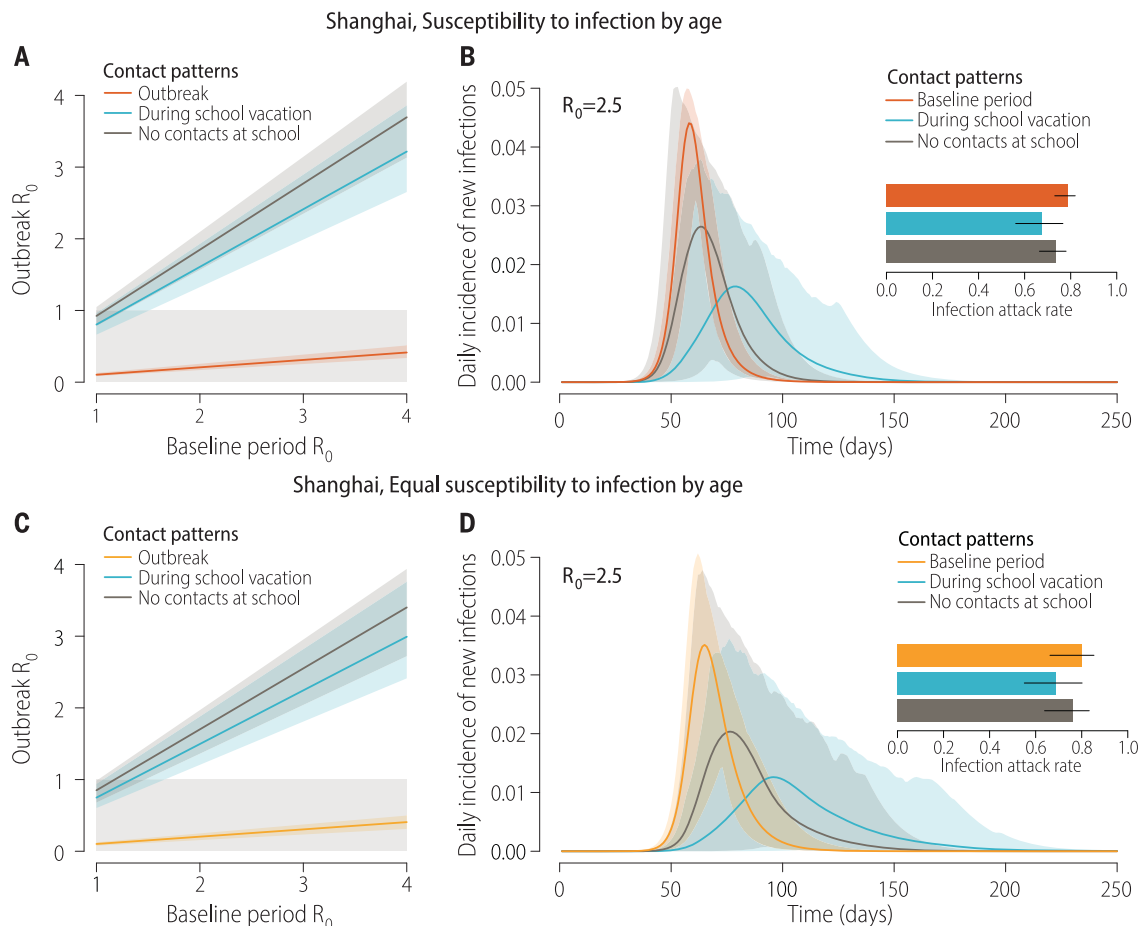 Shanghai, Susceptibility to infection by age
A
Contact patterns
Outbreak
During school vacation
No contacts at school
Outbreak R0
4
3
2
1
0
1 2 3 4
Baseline period R0
B
R0=2.5
Contact patterns
Baseline period
During school vacation
No contacts at school
Daily incidence of new infections
0.05
0.04
0.03
0.02
0.01
0.00
0 50 100 150 200 250
Time (days)
0.0 0.2 0.4 0.6 0.8 1.0
Infection attack rate
Shanghai, Equal susceptibility to infection by age
C
Contact patterns
Outbreak
During school vacation
No contacts at school
Outbreak R0
4
3
2
1
0
1 2 3 4
Baseline period R0
D
R0=2.5
Contact patterns
Baseline period
During school vacation
No contacts at school
Daily incidence of new infections
0.05
0.04
0.03
0.02
0.01
0.00
0 50 100 150 200 250
Time (days)
0.0 0.2 0.4 0.6 0.8 1.0
Infection attack rate